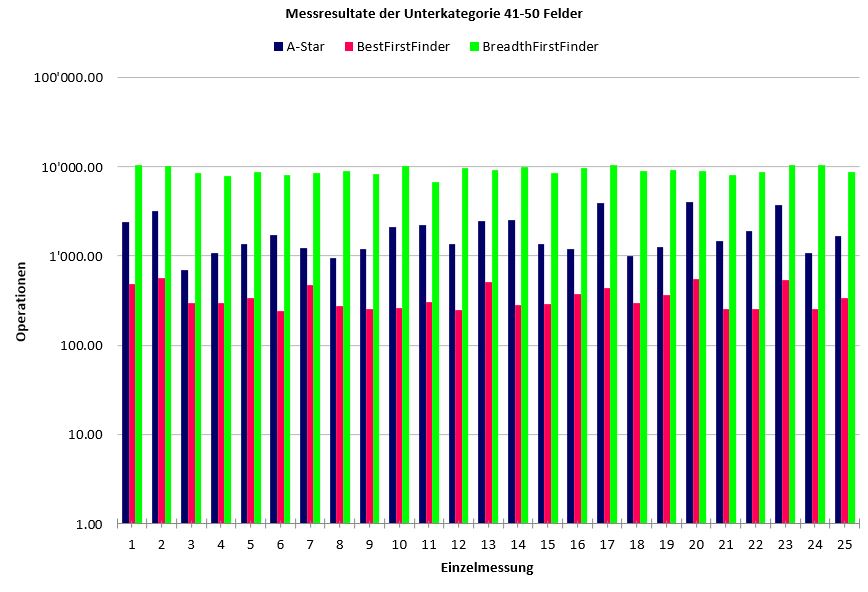 Messresultate der Unterkategorie 41-50 Felder
A-Star BestFirstFinder BreadthFirstFinder
100'000.00
10'000.00
1'000.00
100.00
10.00
1.00
Operationen
1 2 3 4 5 6 7 8 9 10 11 12 13 14 15 16 17 18 19 20 21 22 23 24 25
Einzelmessung